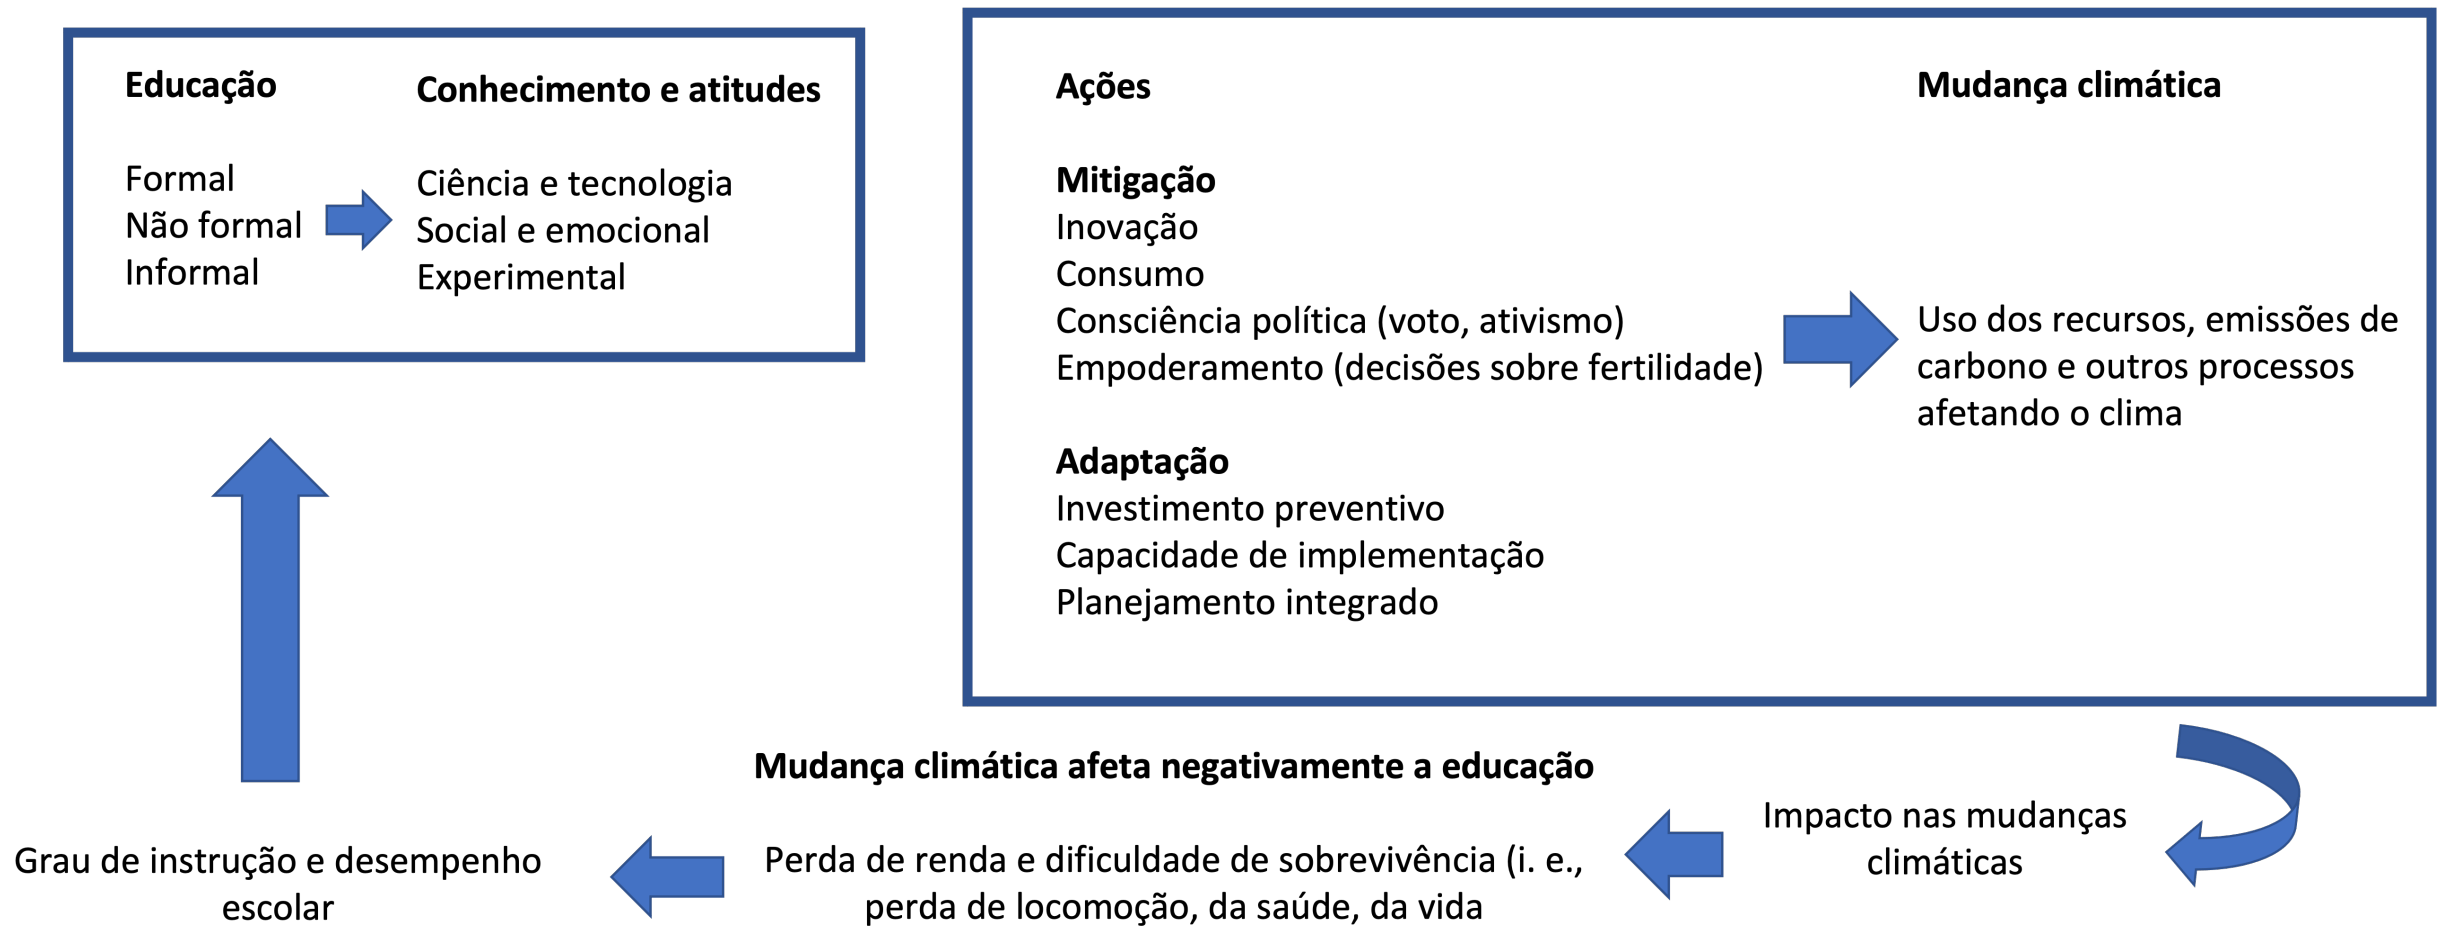 Educação
Formal
Não formal
Informal
Conhecimento e atitudes
Ciência e tecnologia
Social e emocional
Experimental
Ações
Mitigação
Inovação
Consumo
Consciência política (voto, ativismo)
Empoderamento (decisões sobre fertilidade)
Adaptação
Investimento preventivo
Capacidade de implementação
Planejamento integrado
Mudança climática
Uso dos recursos, emissões de
carbono e outros processos
afetando o clima
Impacto nas mudanças
climáticas
Mudança climática afeta negativamente a educação
Perda de renda e dificuldade de sobrevivência (i. e.,
perda de locomoção, da saúde, da vida
Grau de instrução e desempenho
escolar